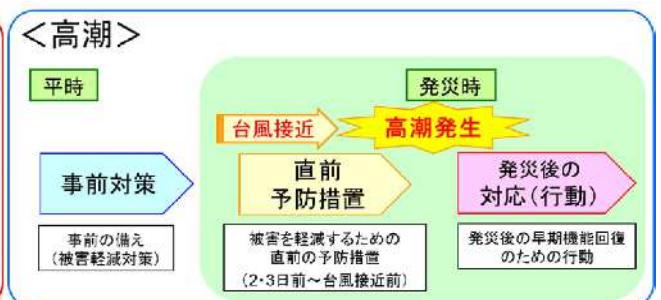 ＜高潮＞
平時
発災時
台風接近
高潮発生
事前対策
直前
予防措置
発災後の
対応(行動)
事前の備え
(被害軽減対策)
被害を軽減するための
直前の予防措置
(2・3日前～台風接近前)
発災後の早期機能回復
のための行動